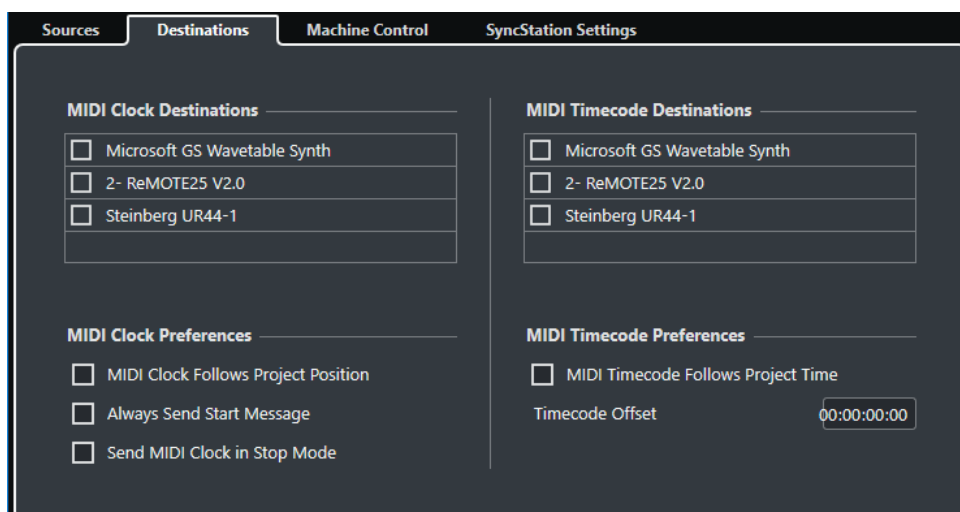 Sources Destinations Machine Control SyncStation Settings
MIDI Clock Destinations
Microsoft GS Wavetable Synth
2- ReMOTE25 V2.0
Steinberg UR44-1
MIDI Clock Preferences
MIDI Clock Follows Project Position
Always Send Start Message
Send MIDI Clock in Stop Mode
MIDI Timecode Destinations
Microsoft GS Wavetable Synth
2- ReMOTE25 V2.0
Steinberg UR44-1
MIDI Timecode Preferences
MIDI Timecode Follows Project Time
Timecode Offset 00:00:00:00